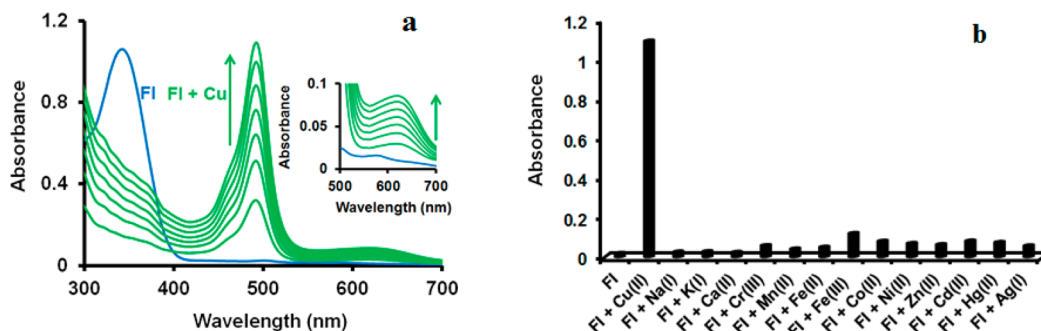 a
1.2
0.8
0.4
0
Absorbance
Fl Fl + Cu
300 400 500 600 700
Wavelength (nm)
0.1
0.05
0
Absorbance
500 600 700
Wavelength (nm)
b
1.2
1
0.8
0.6
0.4
0.2
0
Absorbance
Fl
Fl + Cu(II)
Fl + Na(I)
Fl + K(I)
Fl + Ca(II)
Fl + Cr(III)
Fl + Mn(II)
Fl + Fe(II)
Fl + Fe(III)
Fl + Co(II)
Fl + Ni(II)
Fl + Zn(II)
Fl + Cd(II)
Fl + Hg(II)
Fl + Ag(I)